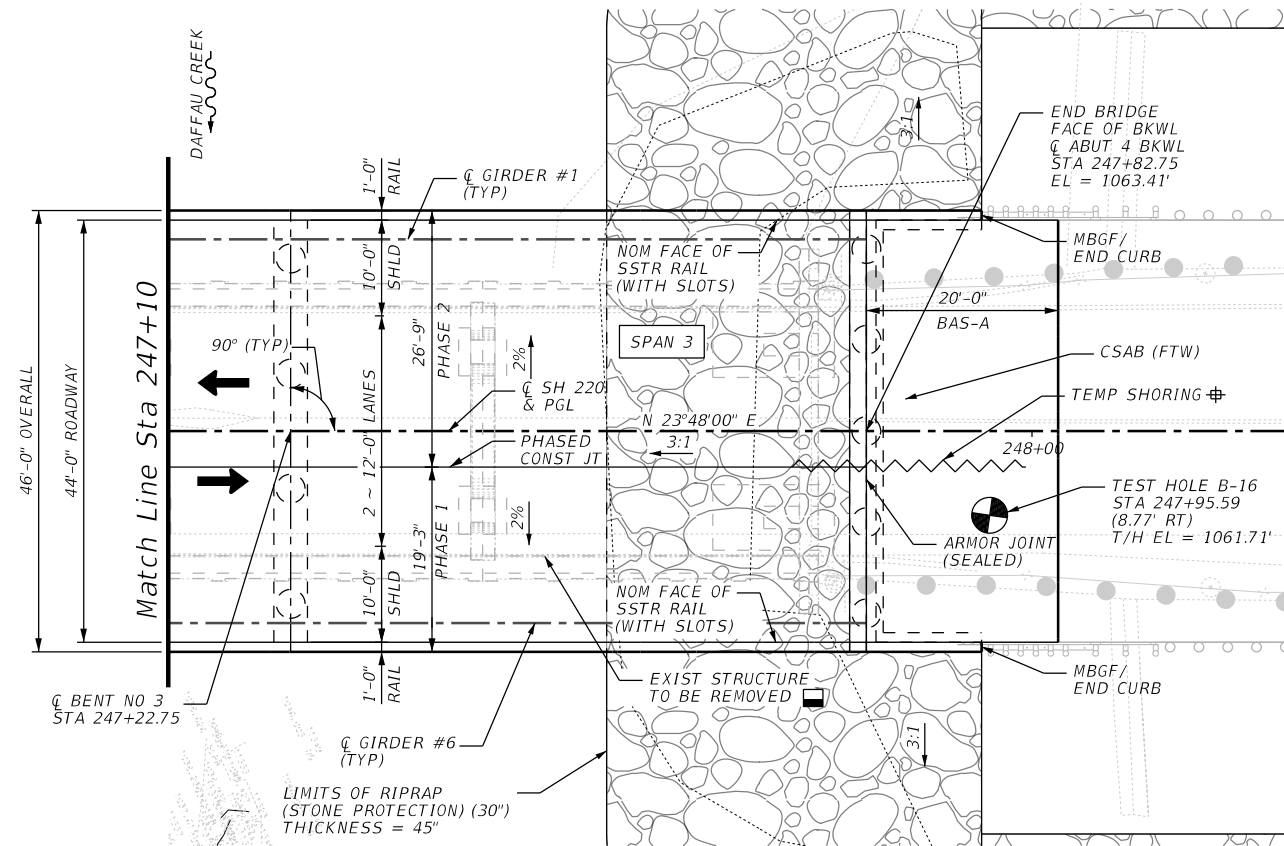 DAFFAU CREEK
END BRIDGE
FACE OF BKWL
℄ ABUT 4 BKWL
STA 247+82.75
EL = 1063.41'
3:1
1'-0"
RAIL
℄ GIRDER #1
(TYP)
MBGF/
END CURB
NOM FACE OF
SSTR RAIL
(WITH SLOTS)
10'-0"
SHLD
20'-0"
BAS-A
26'-9"
PHASE 2
SPAN 3
90° (TYP)
2%
CSAB (FTW)
TEMP SHORING
℄ SH 220
& PGL
N 23°48'00" E
3:1
PHASED
CONST JT
248+00
46'-0" OVERALL
44'-0" ROADWAY
Match Line Sta 247+10
2 ~ 12'-0" LANES
TEST HOLE B-16
STA 247+95.59
(8.77' RT)
T/H EL = 1061.71'
2%
ARMOR JOINT
(SEALED)
19'-3"
PHASE 1
10'-0"
SHLD
NOM FACE OF
SSTR RAIL
(WITH SLOTS)
1'-0"
RAIL
EXIST STRUCTURE
TO BE REMOVED
MBGF/
END CURB
℄ BENT NO 3
STA 247+22.75
℄ GIRDER #6
(TYP)
3:1
LIMITS OF RIPRAP
(STONE PROTECTION) (30")
THICKNESS = 45"